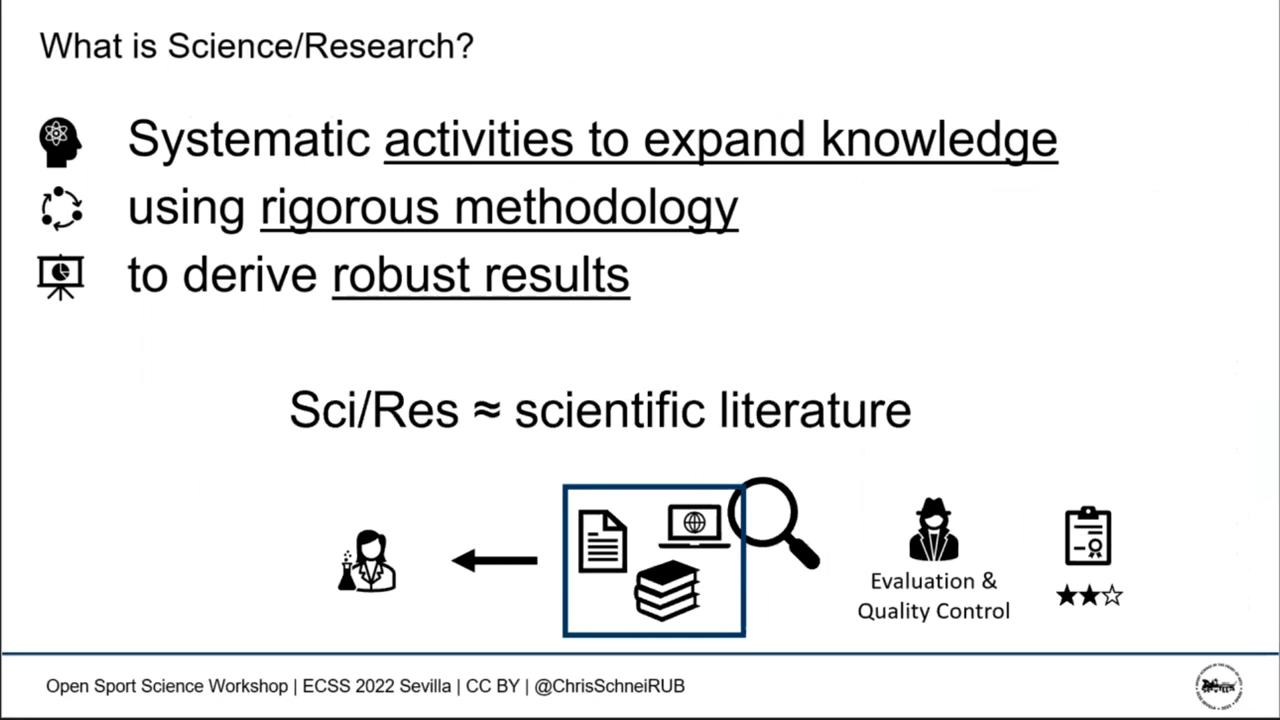 What is Science/Research?
Systematic activities to expand knowledge
using rigorous methodology
to derive robust results
Sci/Res ≈ scientific literature
Evaluation &
Quality Control
Open Sport Science Workshop | ECSS 2022 Sevilla | CC BY | @ChrisSchneiRUB